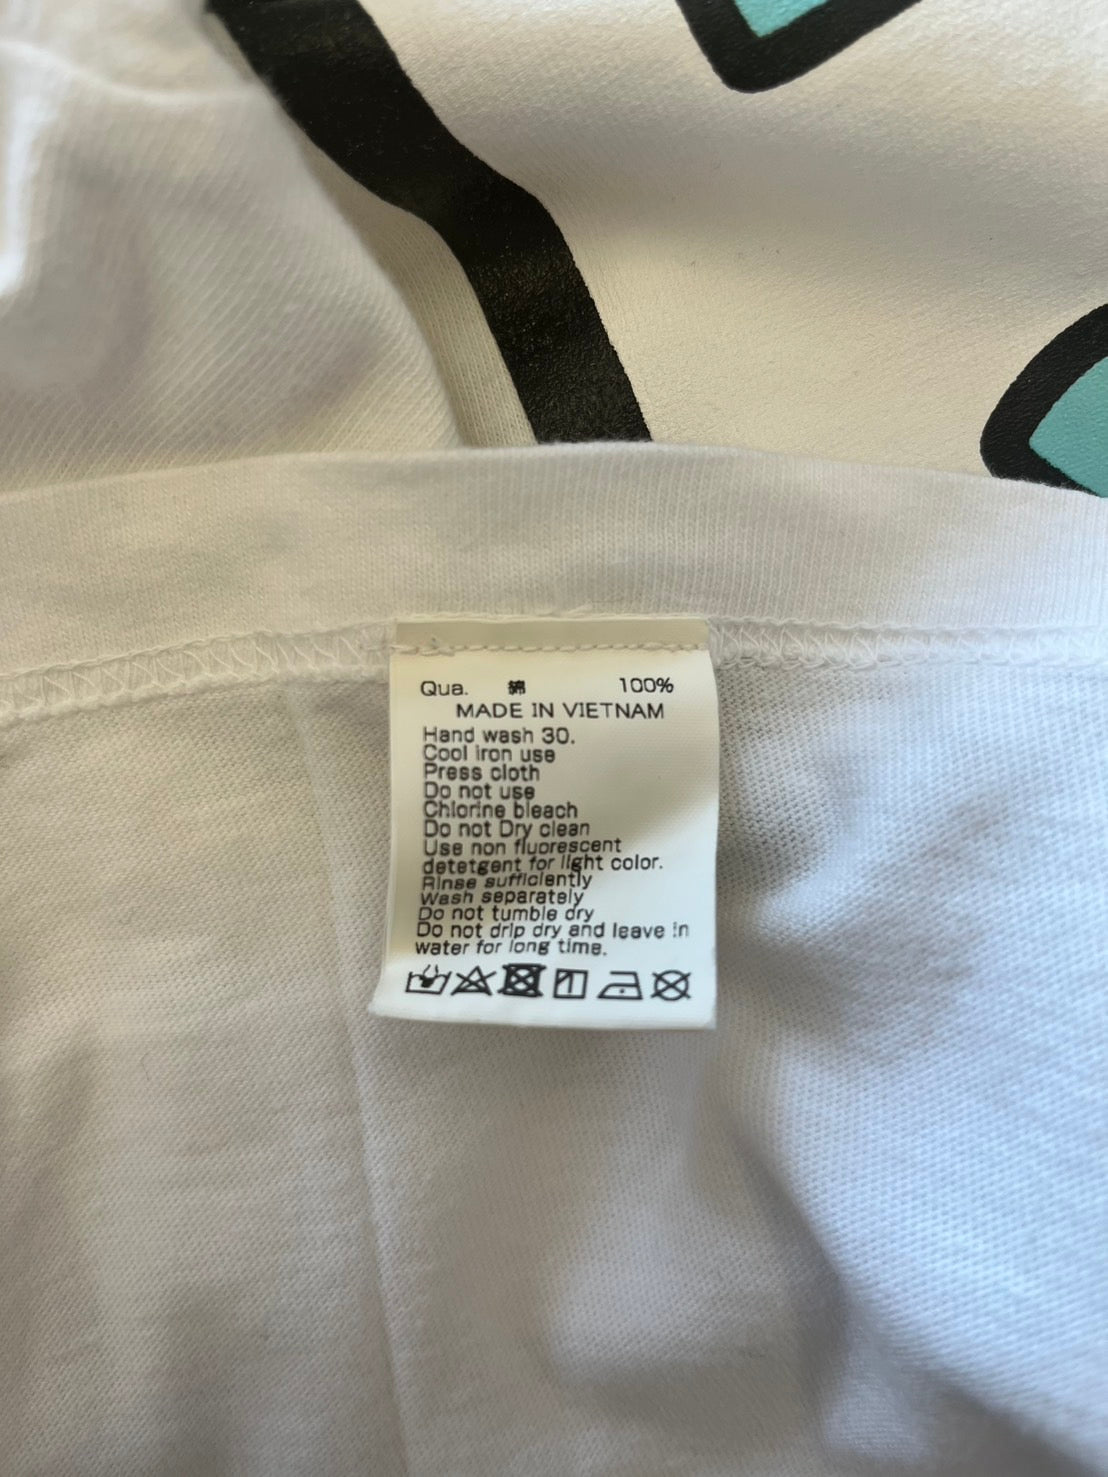 Qua. 綿 100%
MADE IN VIETNAM
Hand wash 30.
Cool iron use
Press cloth
Do not use
Chlorine bleach
Do not Dry clean
Use non fluorescent
detetgent for light color.
Rinse sufficiently
Wash separately
Do not tumble dry
Do not drip dry and leave in
water for long time.